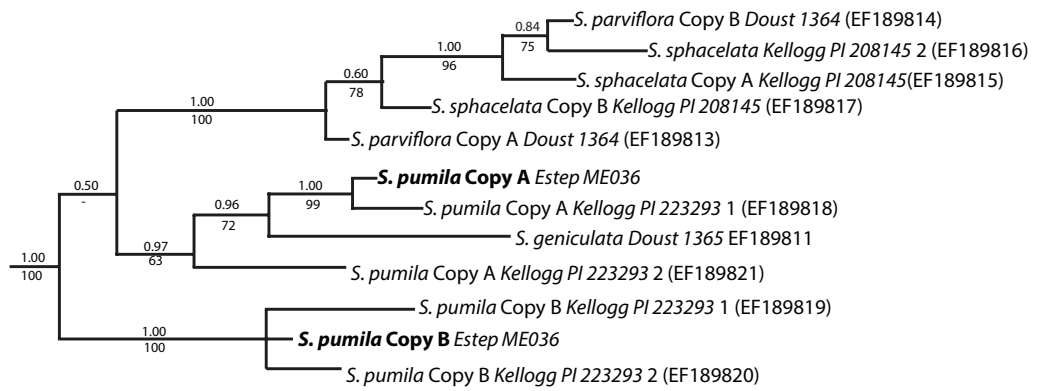 S. parviflora Copy B Doust 1364 (EF189814)
0.84
75
S. sphacelata Kellogg PI 208145 2 (EF189816)
1.00
96
S. sphacelata Copy A Kellogg PI 208145(EF189815)
0.60
78
S. sphacelata Copy B Kellogg PI 208145 (EF189817)
1.00
100
S. parviflora Copy A Doust 1364 (EF189813)
S. pumila Copy A Estep ME036
0.50
-
1.00
99
S. pumila Copy A Kellogg PI 223293 1 (EF189818)
0.96
72
S. geniculata Doust 1365 EF189811
0.97
63
1.00
100
S. pumila Copy A Kellogg PI 223293 2 (EF189821)
S. pumila Copy B Kellogg PI 223293 1 (EF189819)
1.00
100
S. pumila Copy B Estep ME036
S. pumila Copy B Kellogg PI 223293 2 (EF189820)